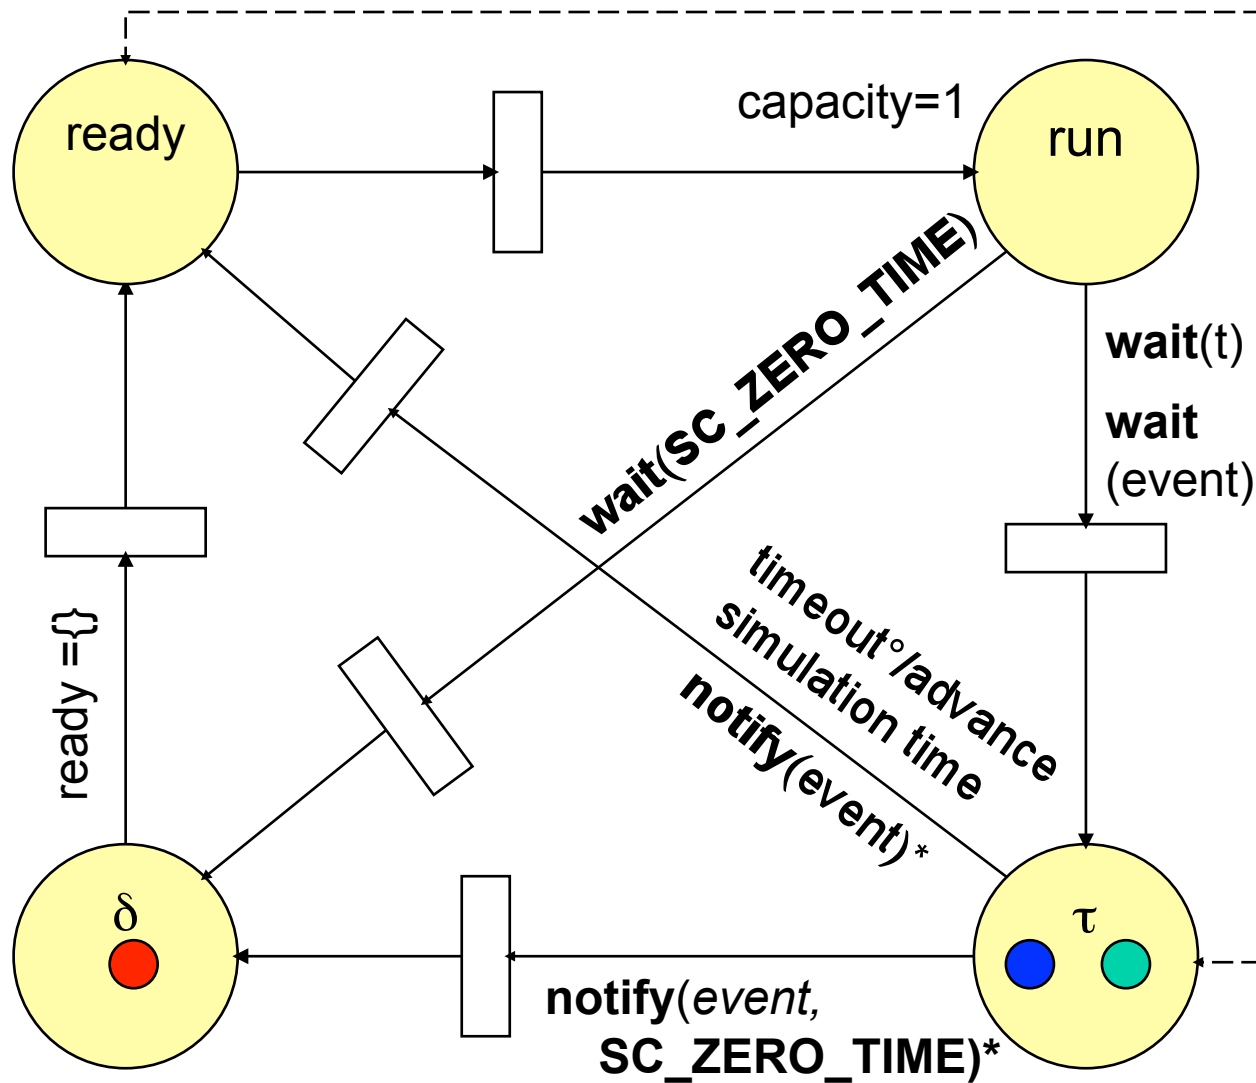 capacity=1
ready
run
wait(SC_ZERO_TIME)
wait(t)
wait
(event)
timeout°/advance
simulation time
notify(event)*
ready ={}
δ
τ
notify(event,
SC_ZERO_TIME)*